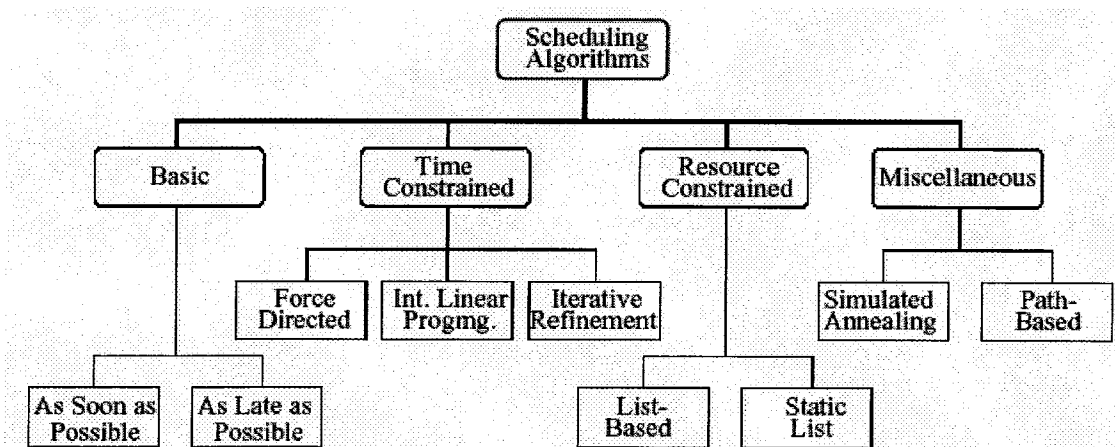 Scheduling
Algorithms
Basic
Time
Constrained
Resource
Constrained
Miscellaneous
Force
Directed
Int. Linear
Progmg.
Iterative
Refinement
Simulated
Annealing
Path-
Based
As Soon as
Possible
As Late as
Possible
List-
Based
Static
List